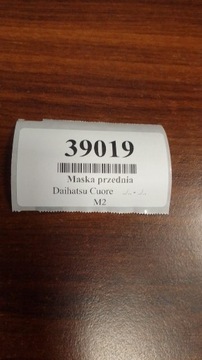 39019
Maska przednia
Daihatsu Cuore
M2